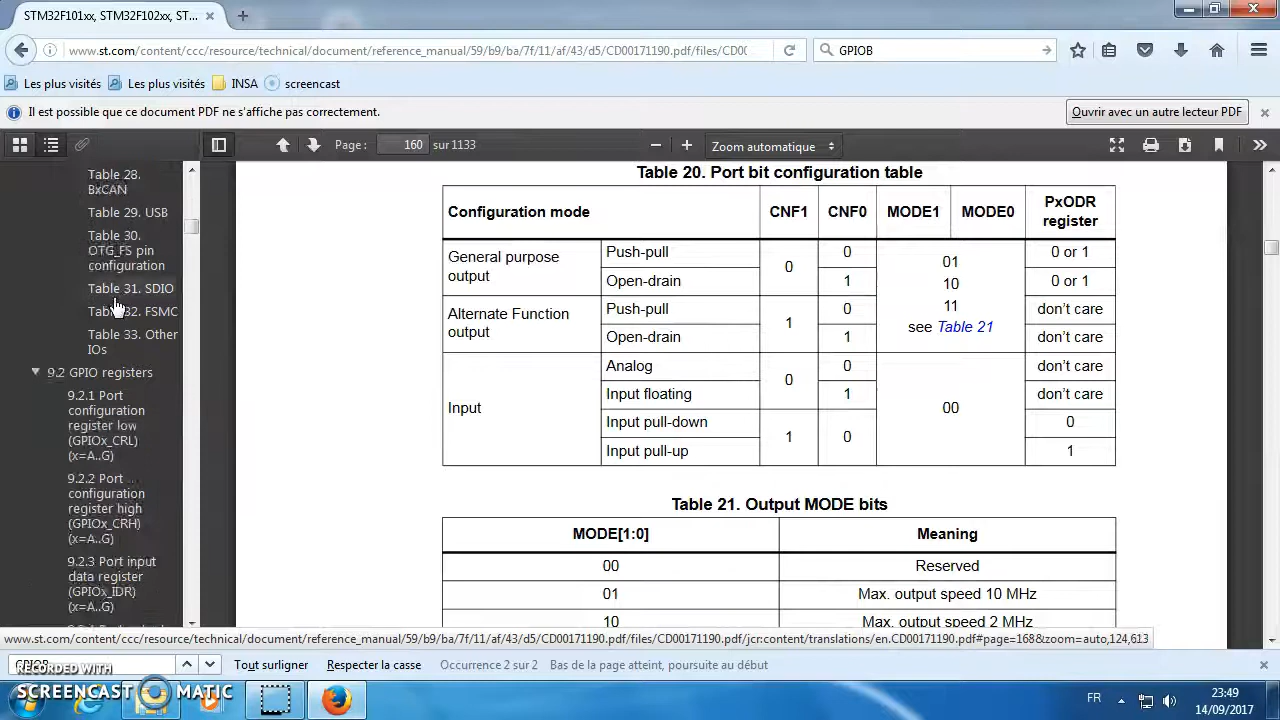 STM32F101xx, STM32F102xx, ST...
www.st.com/content/ccc/resource/technical/document/reference_manual/59/b9/ba/7f/11/af/43/d5/CD00171190.pdf/files/CD0(
GPIOB
Les plus visités
Les plus visités
INSA
screencast
Il est possible que ce document PDF ne s'affiche pas correctement.
Ouvrir avec un autre lecteur PDF
Page :
160
sur 1133
Zoom automatique
Table 28.
BxCAN
Table 29. USB
Table 30.
OTG_FS pin
configuration
Table 31. SDIO
Table 32. FSMC
Table 33. Other
IOs
9.2 GPIO registers
9.2.1 Port
configuration
register low
(GPIOx_CRL)
(x=A..G)
9.2.2 Port
configuration
register high
(GPIOx_CRH)
(x=A..G)
9.2.3 Port input
data register
(GPIOx_IDR)
(x=A..G)
Table 20. Port bit configuration table
Configuration mode CNF1 CNF0 MODE1 MODE0 PxODR
register
General purpose
output
Push-pull 0 0 01 0 or 1
Open-drain 1 10 0 or 1
Alternate Function
output
Push-pull 1 0 11 don't care
Open-drain 1 see Table 21 don't care
Input
Analog 0 0 00 don't care
Input floating 1 don't care
Input pull-down 1 0 0
Input pull-up 1
Table 21. Output MODE bits
MODE[1:0] Meaning
00 Reserved
01 Max. output speed 10 MHz
10 Max. output speed 2 MHz
www.st.com/content/ccc/resource/technical/document/reference_manual/59/b9/ba/7f/11/af/43/d5/CD00171190.pdf/files/CD00171190.pdf/jcr:content/translations/en.CD00171190.pdf#page=168&zoom=auto,124,613
Tout surligner
Respecter la casse
Occurrence 2 sur 2
Bas de la page atteint, poursuite au début
RECORDED WITH
SCREENCAST MATIC
FR
23:49
14/09/2017